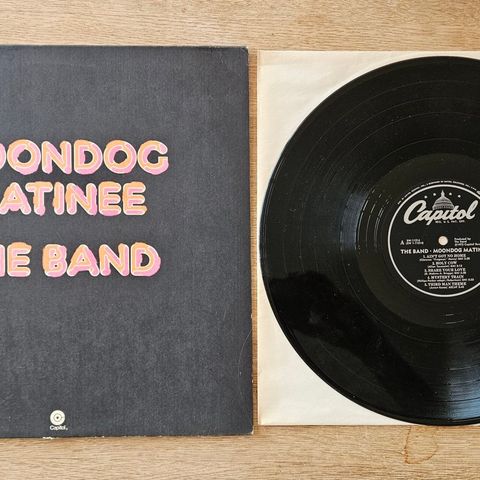 OONDOG
ATINEE
HE BAND
Capitol
Capitol
A
THE BAND • MOONDOG MATIN
1. AIN'T GOT NO HOME
2. HOLY COW
3. SHARE YOUR LOVE
4. MYSTERY TRAIN
5. THIRD MAN THEME